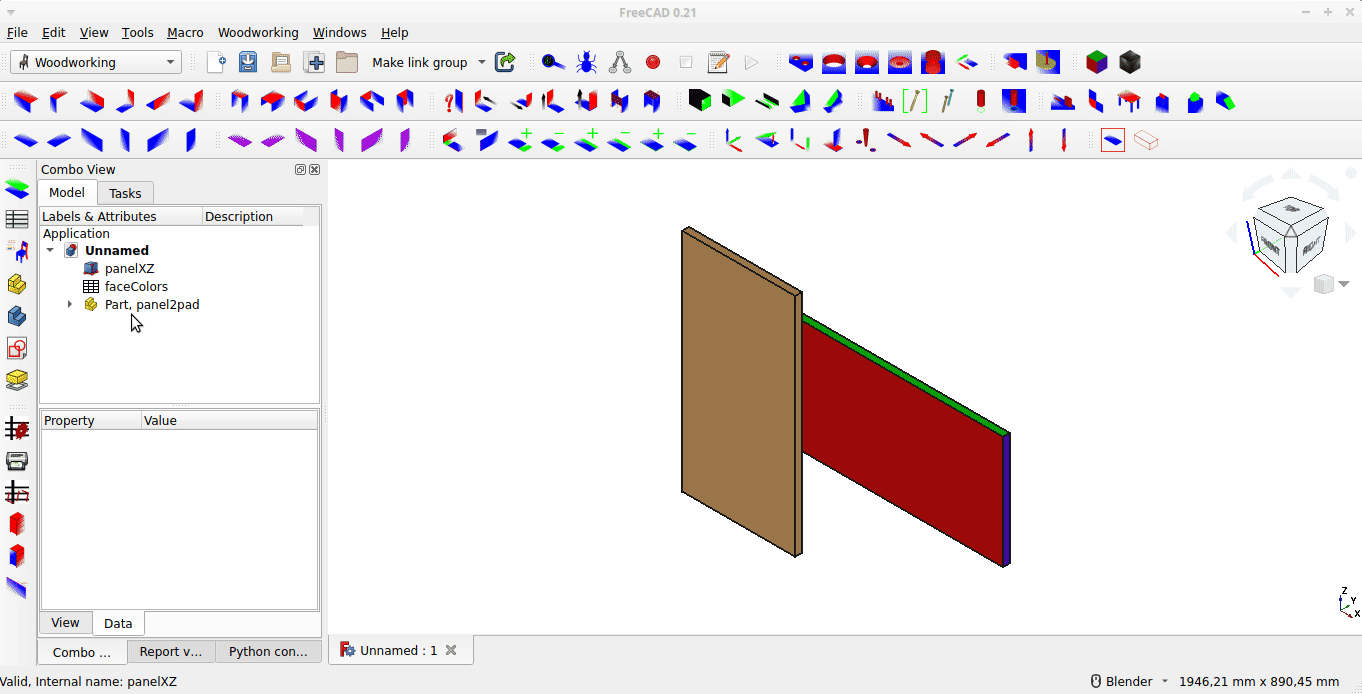 FreeCAD 0.21
File Edit View Tools Macro Woodworking Windows Help
Woodworking Make link group
Combo View
Model Tasks
Labels & Attributes Description
Application
Unnamed
panelXZ
faceColors
Part, panel2pad
Property Value
View Data
Combo ... Report v... Python con...
Unnamed : 1
FRONT RIGHT
Z
Y
X
Valid, Internal name: panelXZ Blender 1946,21 mm x 890,45 mm